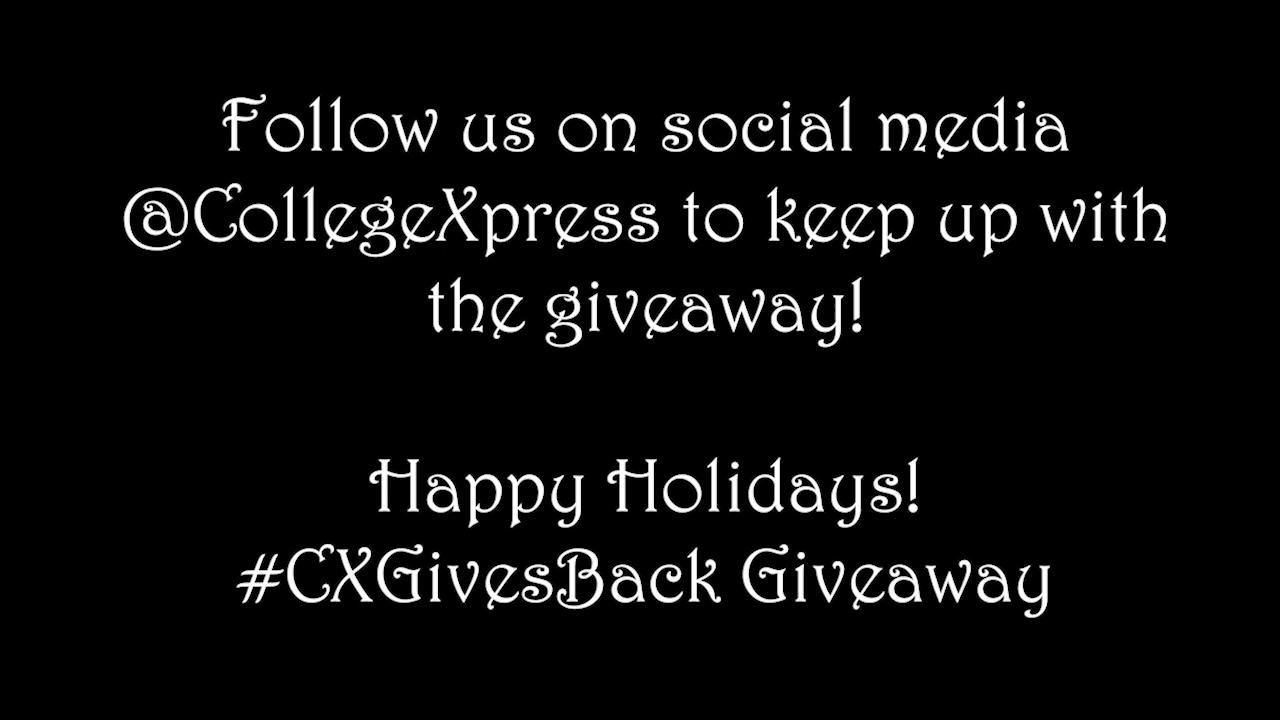 Follow us on social media
@CollegeXpress to keep up with
the giveaway!
Happy Holidays!
#CXGivesBack Giveaway